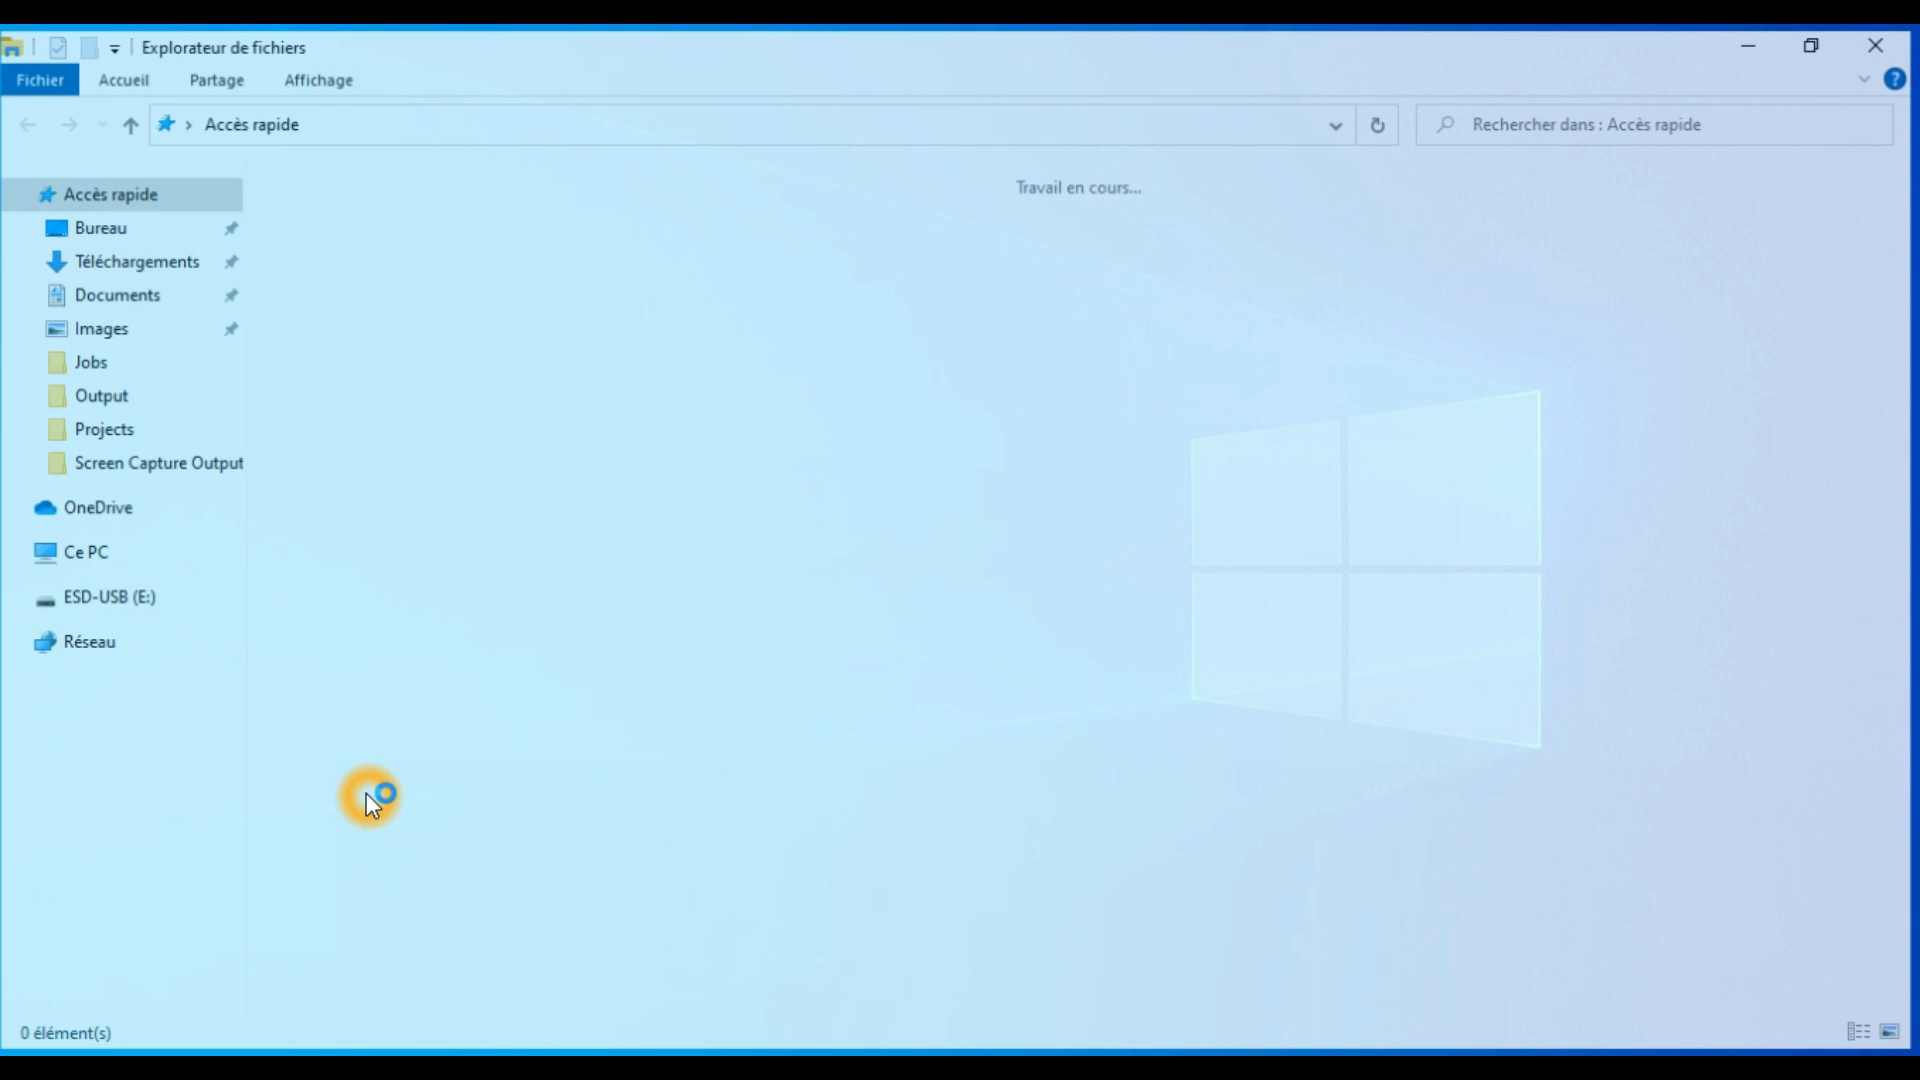 Explorateur de fichiers
Fichier Accueil Partage Affichage
Accès rapide
Rechercher dans : Accès rapide
Travail en cours...
Accès rapide
Bureau
Téléchargements
Documents
Images
Jobs
Output
Projects
Screen Capture Output
OneDrive
Ce PC
ESD-USB (E:)
Réseau
0 élément(s)